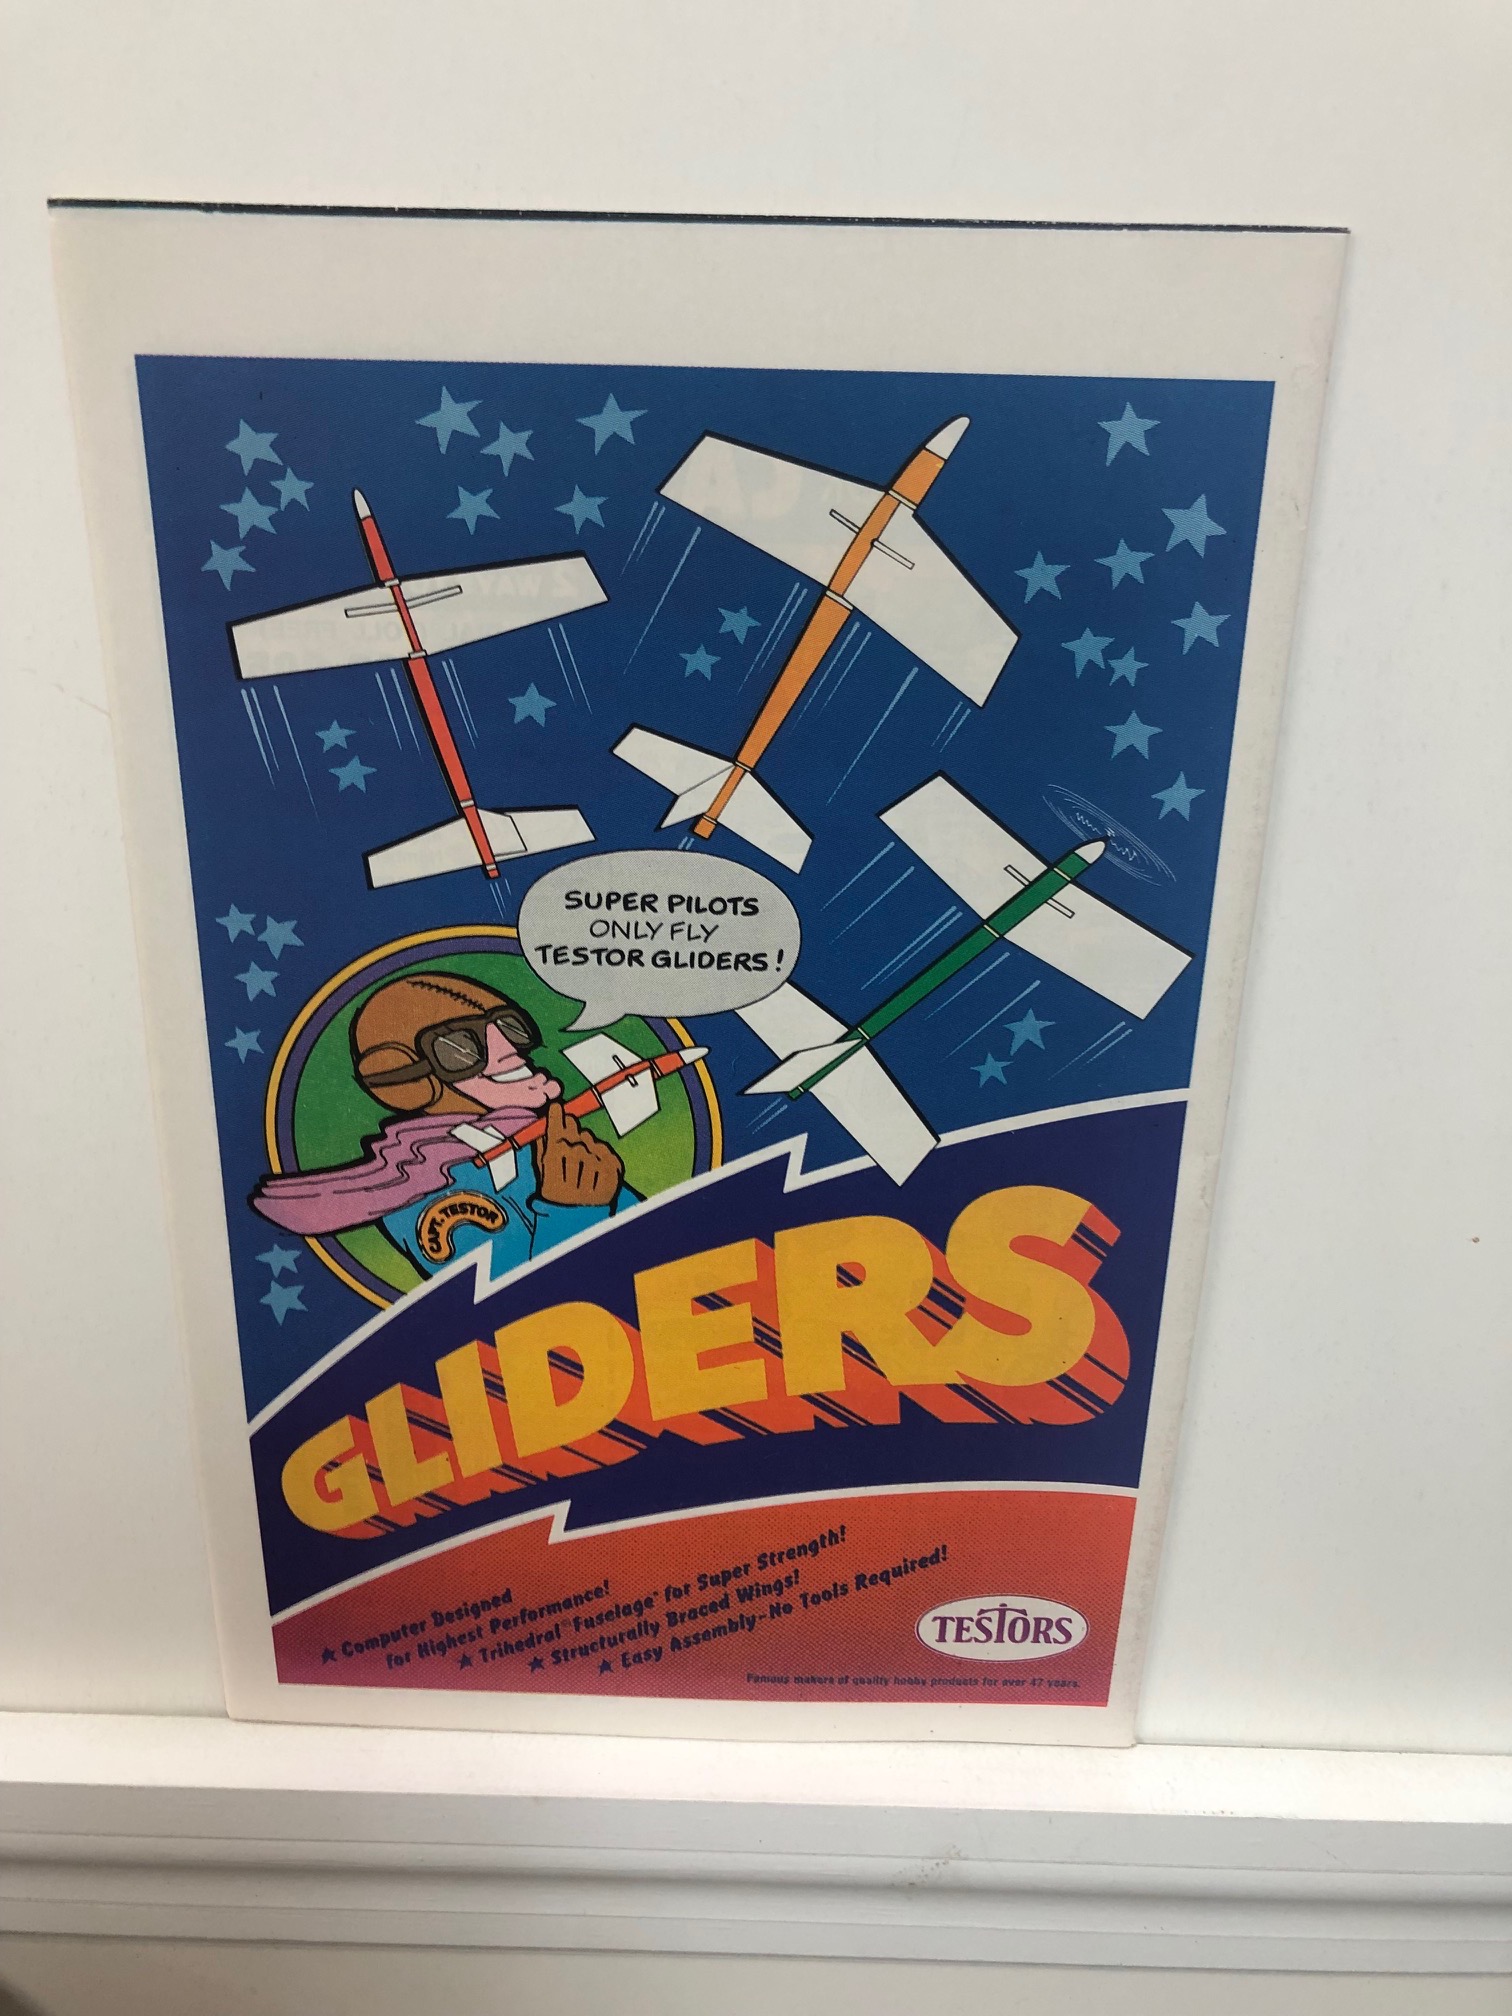 SUPER PILOTS
ONLY FLY
TESTOR GLIDERS!
CAPT. TESTOR
GLIDERS
★ Computer Designed
for Highest Performance!
★ Trihedral™ Fuselage* for Super Strength!
★ Structurally Braced Wings!
★ Easy Assembly-No Tools Required!
TESTORS
Famous makers of quality hobby products for over 47 years.